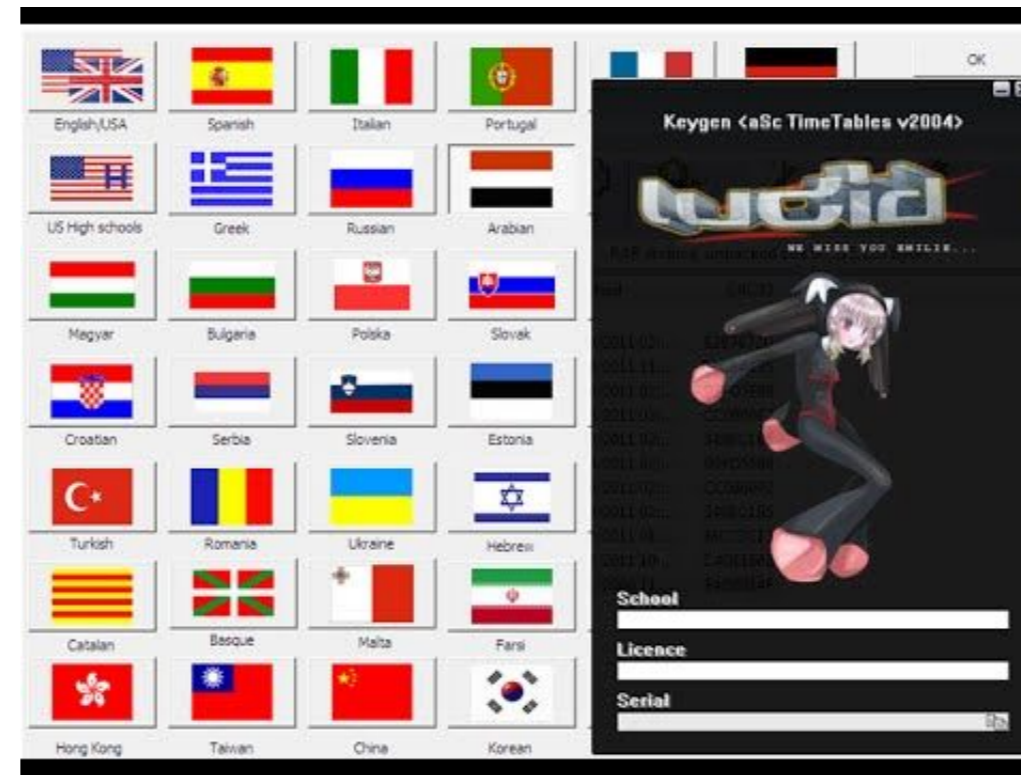 OK
English/USA
Spanish
Italian
Portugal
US High schools
Greek
Russian
Arabian
Magyar
Bulgaria
Polska
Slovak
Croatian
Serbia
Slovenia
Estonia
Turkish
Romania
Ukraine
Hebrew
Catalan
Basque
Malta
Farsi
Hong Kong
Taiwan
China
Korean
Keygen <aSc TimeTables v2004>
lucid
WE MISS YOU EMILIE...
School
Licence
Serial